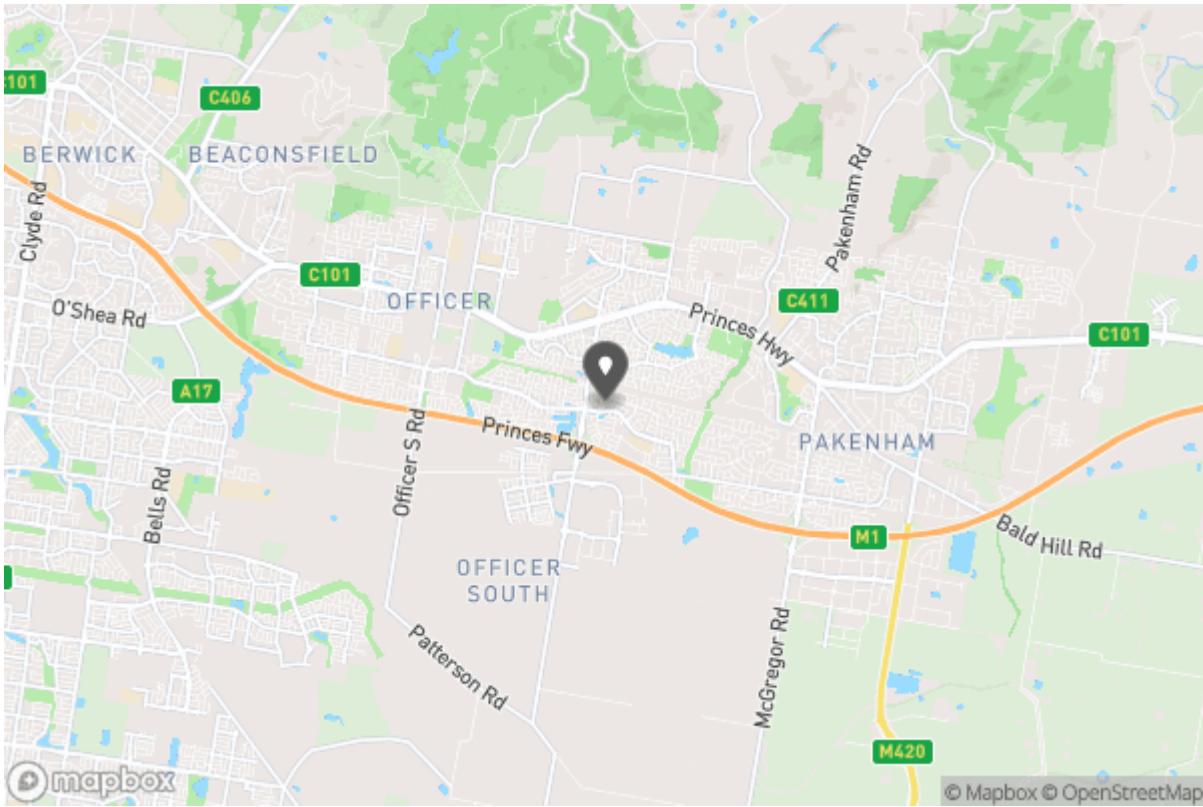 C101
C406
BERWICK
BEACONSFIELD
Clyde Rd
Pakenham Rd
C101
OFFICER
O'Shea Rd
C411
Princes Hwy
C101
A17
Officer S Rd
Princes Fwy
PAKENHAM
Bells Rd
M1
Bald Hill Rd
OFFICER
SOUTH
Patterson Rd
McGregor Rd
M420
mapbox
© Mapbox © OpenStreetMap